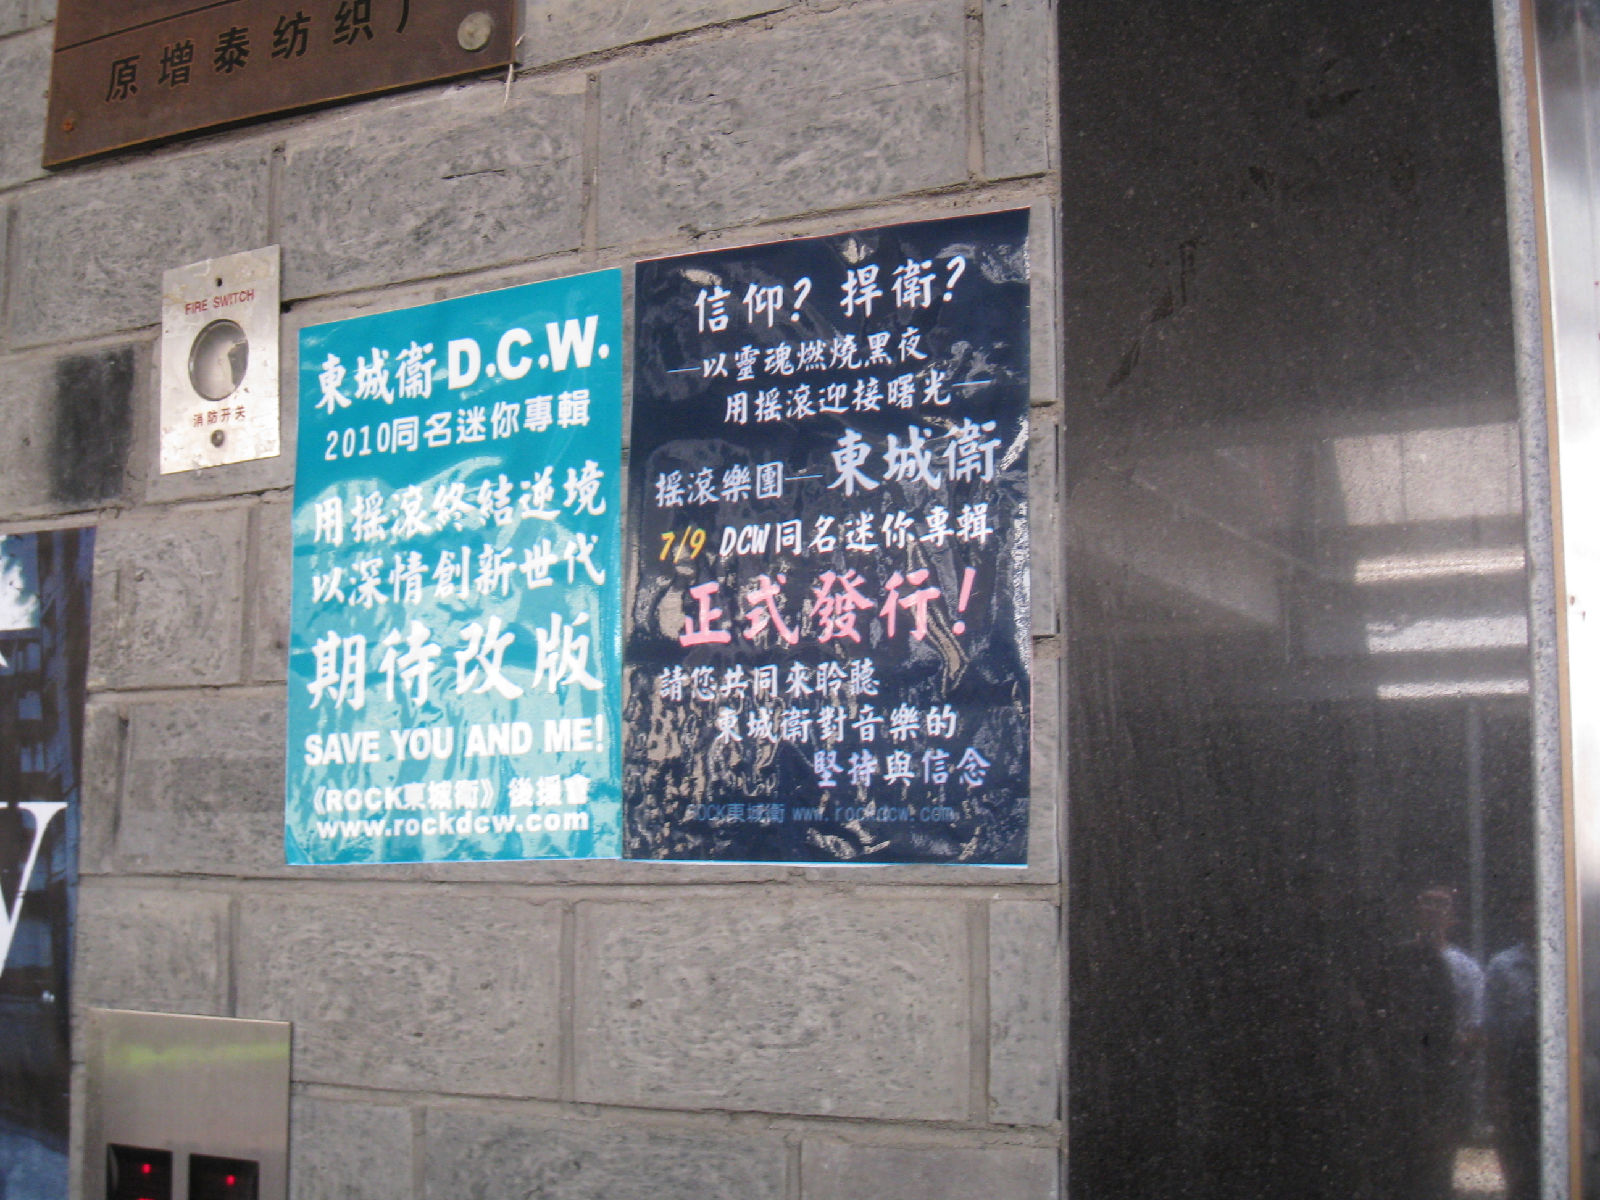 原增泰纺织厂
FIRE SWITCH
消防开关
東城衛 D.C.W.
2010同名迷你專輯
用摇滾終結逆境
以深情創新世代
期待改版
SAVE YOU AND ME!
《ROCK東城衛》後援會
www.rockdcw.com
信仰? 捍衛?
—以靈魂燃燒黑夜
用摇滾迎接曙光—
摇滾樂團—東城衛
7/9 DCW同名迷你專輯
正式發行!
請您共同來聆聽
東城衛對音樂的
堅持與信念
ROCK東城衛 www.rockdcw.com